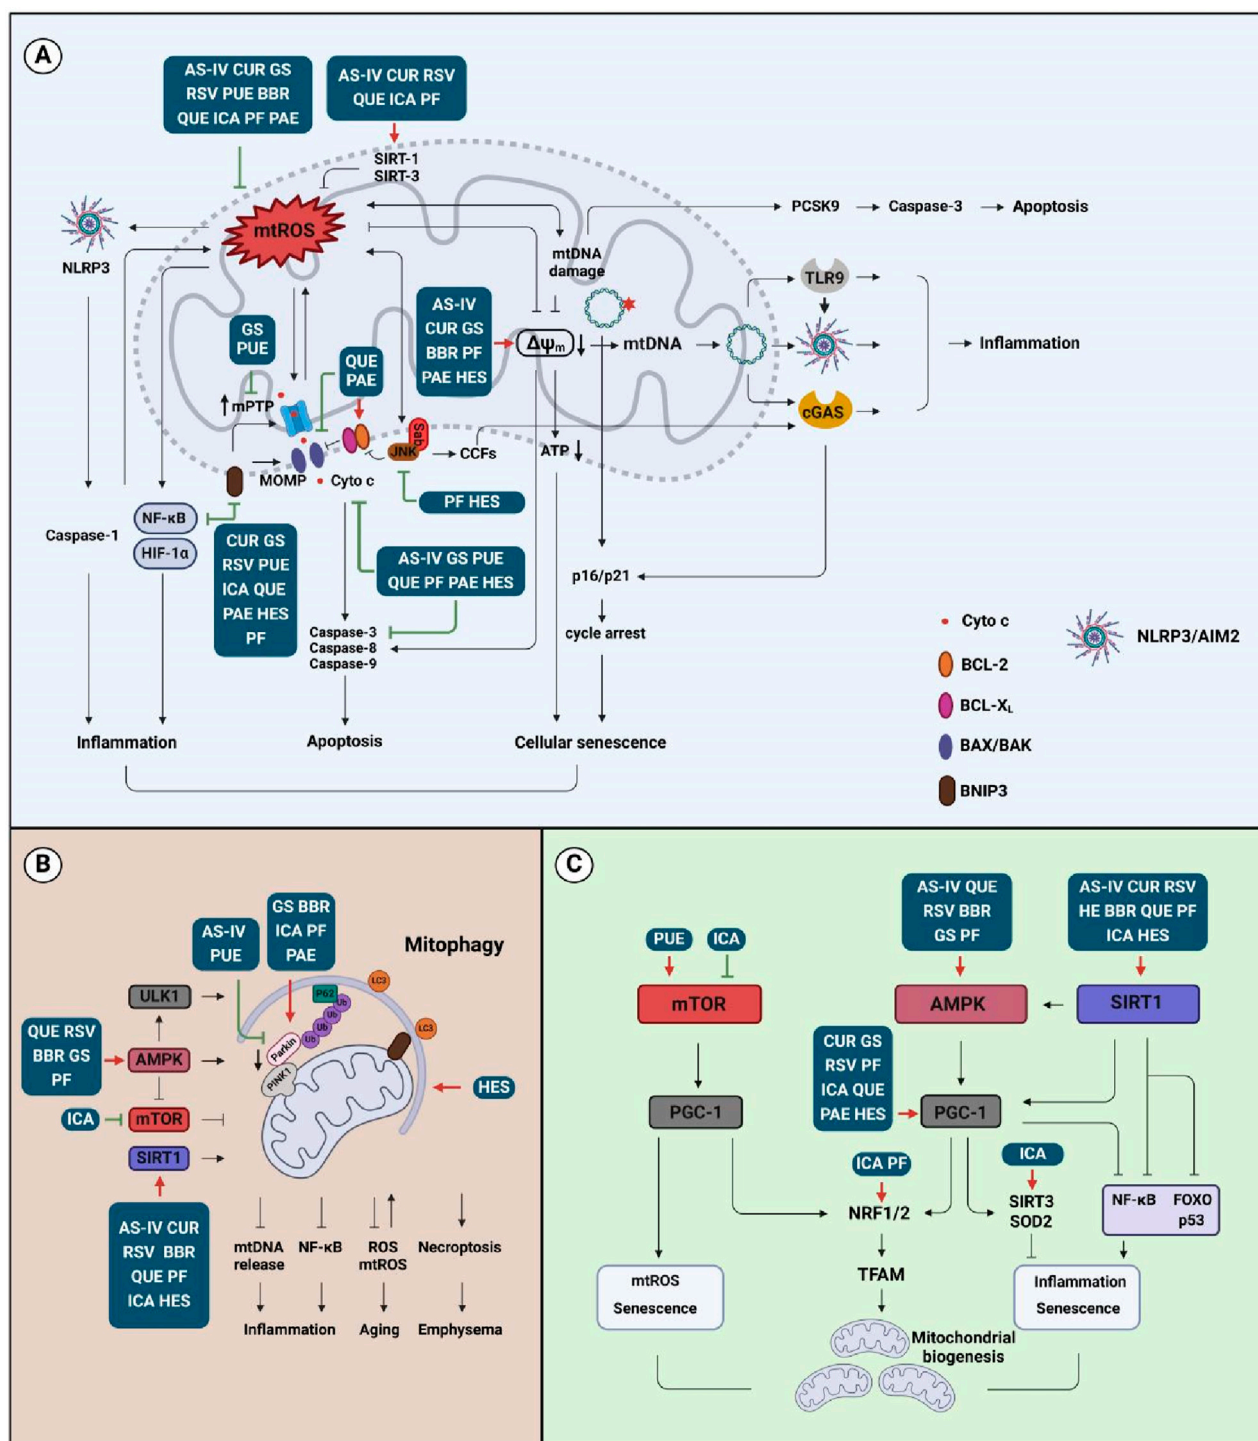 A
AS-IV CUR GS
RSV PUE BBR
QUE ICA PF PAE
AS-IV CUR RSV
QUE ICA PF
SIRT-1
SIRT-3
mtROS
NLRP3
mtDNA
damage
PCSK9
Caspase-3
Apoptosis
TLR9
AS-IV
CUR GS
BBR PF
PAE HES
ΔΨm
mtDNA
Inflammation
GS
PUE
QUE
PAE
mPTP
cGAS
Sab
JNK
CCFs
ATP
MOMP
Cyto c
PF HES
Caspase-1
NF-κB
HIF-1α
CUR GS
RSV PUE
ICA QUE
PAE HES
PF
AS-IV GS PUE
QUE PF PAE HES
p16/p21
cycle arrest
Caspase-3
Caspase-8
Caspase-9
Cyto c
BCL-2
BCL-XL
BAX/BAK
BNIP3
NLRP3/AIM2
Inflammation
Apoptosis
Cellular senescence
B
AS-IV
PUE
GS BBR
ICA PF
PAE
Mitophagy
ULK1
P62
LC3
Ub
Ub
Ub
Ub
LC3
QUE RSV
BBR GS
PF
AMPK
Parkin
PINK1
HES
ICA
mTOR
SIRT1
AS-IV CUR
RSV BBR
QUE PF
ICA HES
mtDNA
release
NF-κB
ROS
mtROS
Necroptosis
Inflammation
Aging
Emphysema
C
PUE
ICA
AS-IV QUE
RSV BBR
GS PF
AS-IV CUR RSV
HE BBR QUE PF
ICA HES
mTOR
AMPK
SIRT1
CUR GS
RSV PF
ICA QUE
PAE HES
PGC-1
PGC-1
ICA PF
ICA
NRF1/2
SIRT3
SOD2
NF-κB
FOXO
p53
TFAM
mtROS
Senescence
Inflammation
Senescence
Mitochondrial
biogenesis